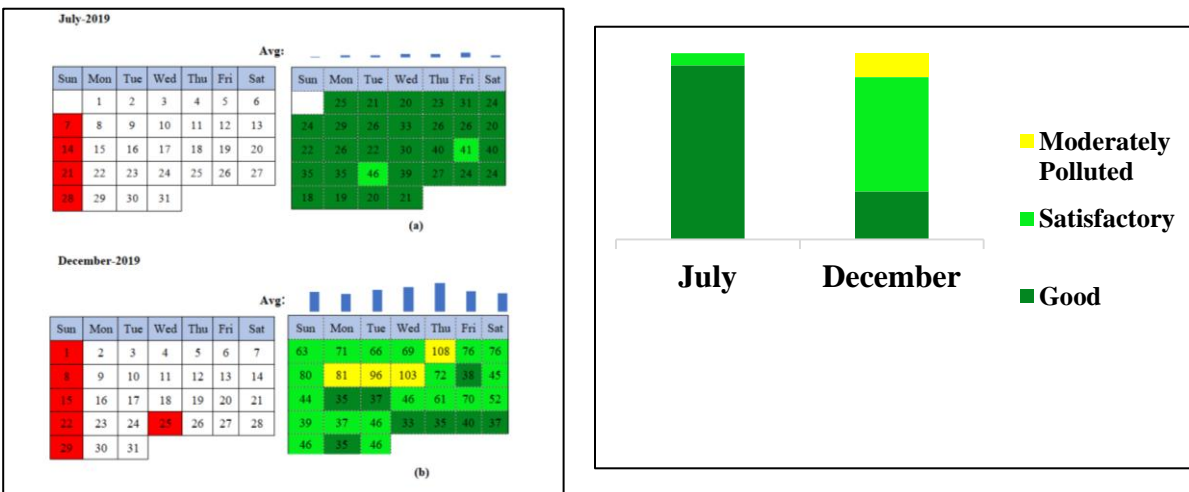 July-2019
Avg:
Sun Mon Tue Wed Thu Fri Sat
1 2 3 4 5 6
7 8 9 10 11 12 13
14 15 16 17 18 19 20
21 22 23 24 25 26 27
28 29 30 31
Sun Mon Tue Wed Thu Fri Sat
25 21 20 23 31 24
24 29 26 33 26 26 20
22 26 22 30 40 41 40
35 35 46 39 27 24 24
18 19 20 21
(a)
December-2019
Avg:
Sun Mon Tue Wed Thu Fri Sat
1 2 3 4 5 6 7
8 9 10 11 12 13 14
15 16 17 18 19 20 21
22 23 24 25 26 27 28
29 30 31
Sun Mon Tue Wed Thu Fri Sat
63 71 66 69 108 76 76
80 81 96 103 72 38 45
44 35 37 46 61 70 52
39 37 46 33 35 40 37
46 35 46
(b)
July December
Moderately
Polluted
Satisfactory
Good